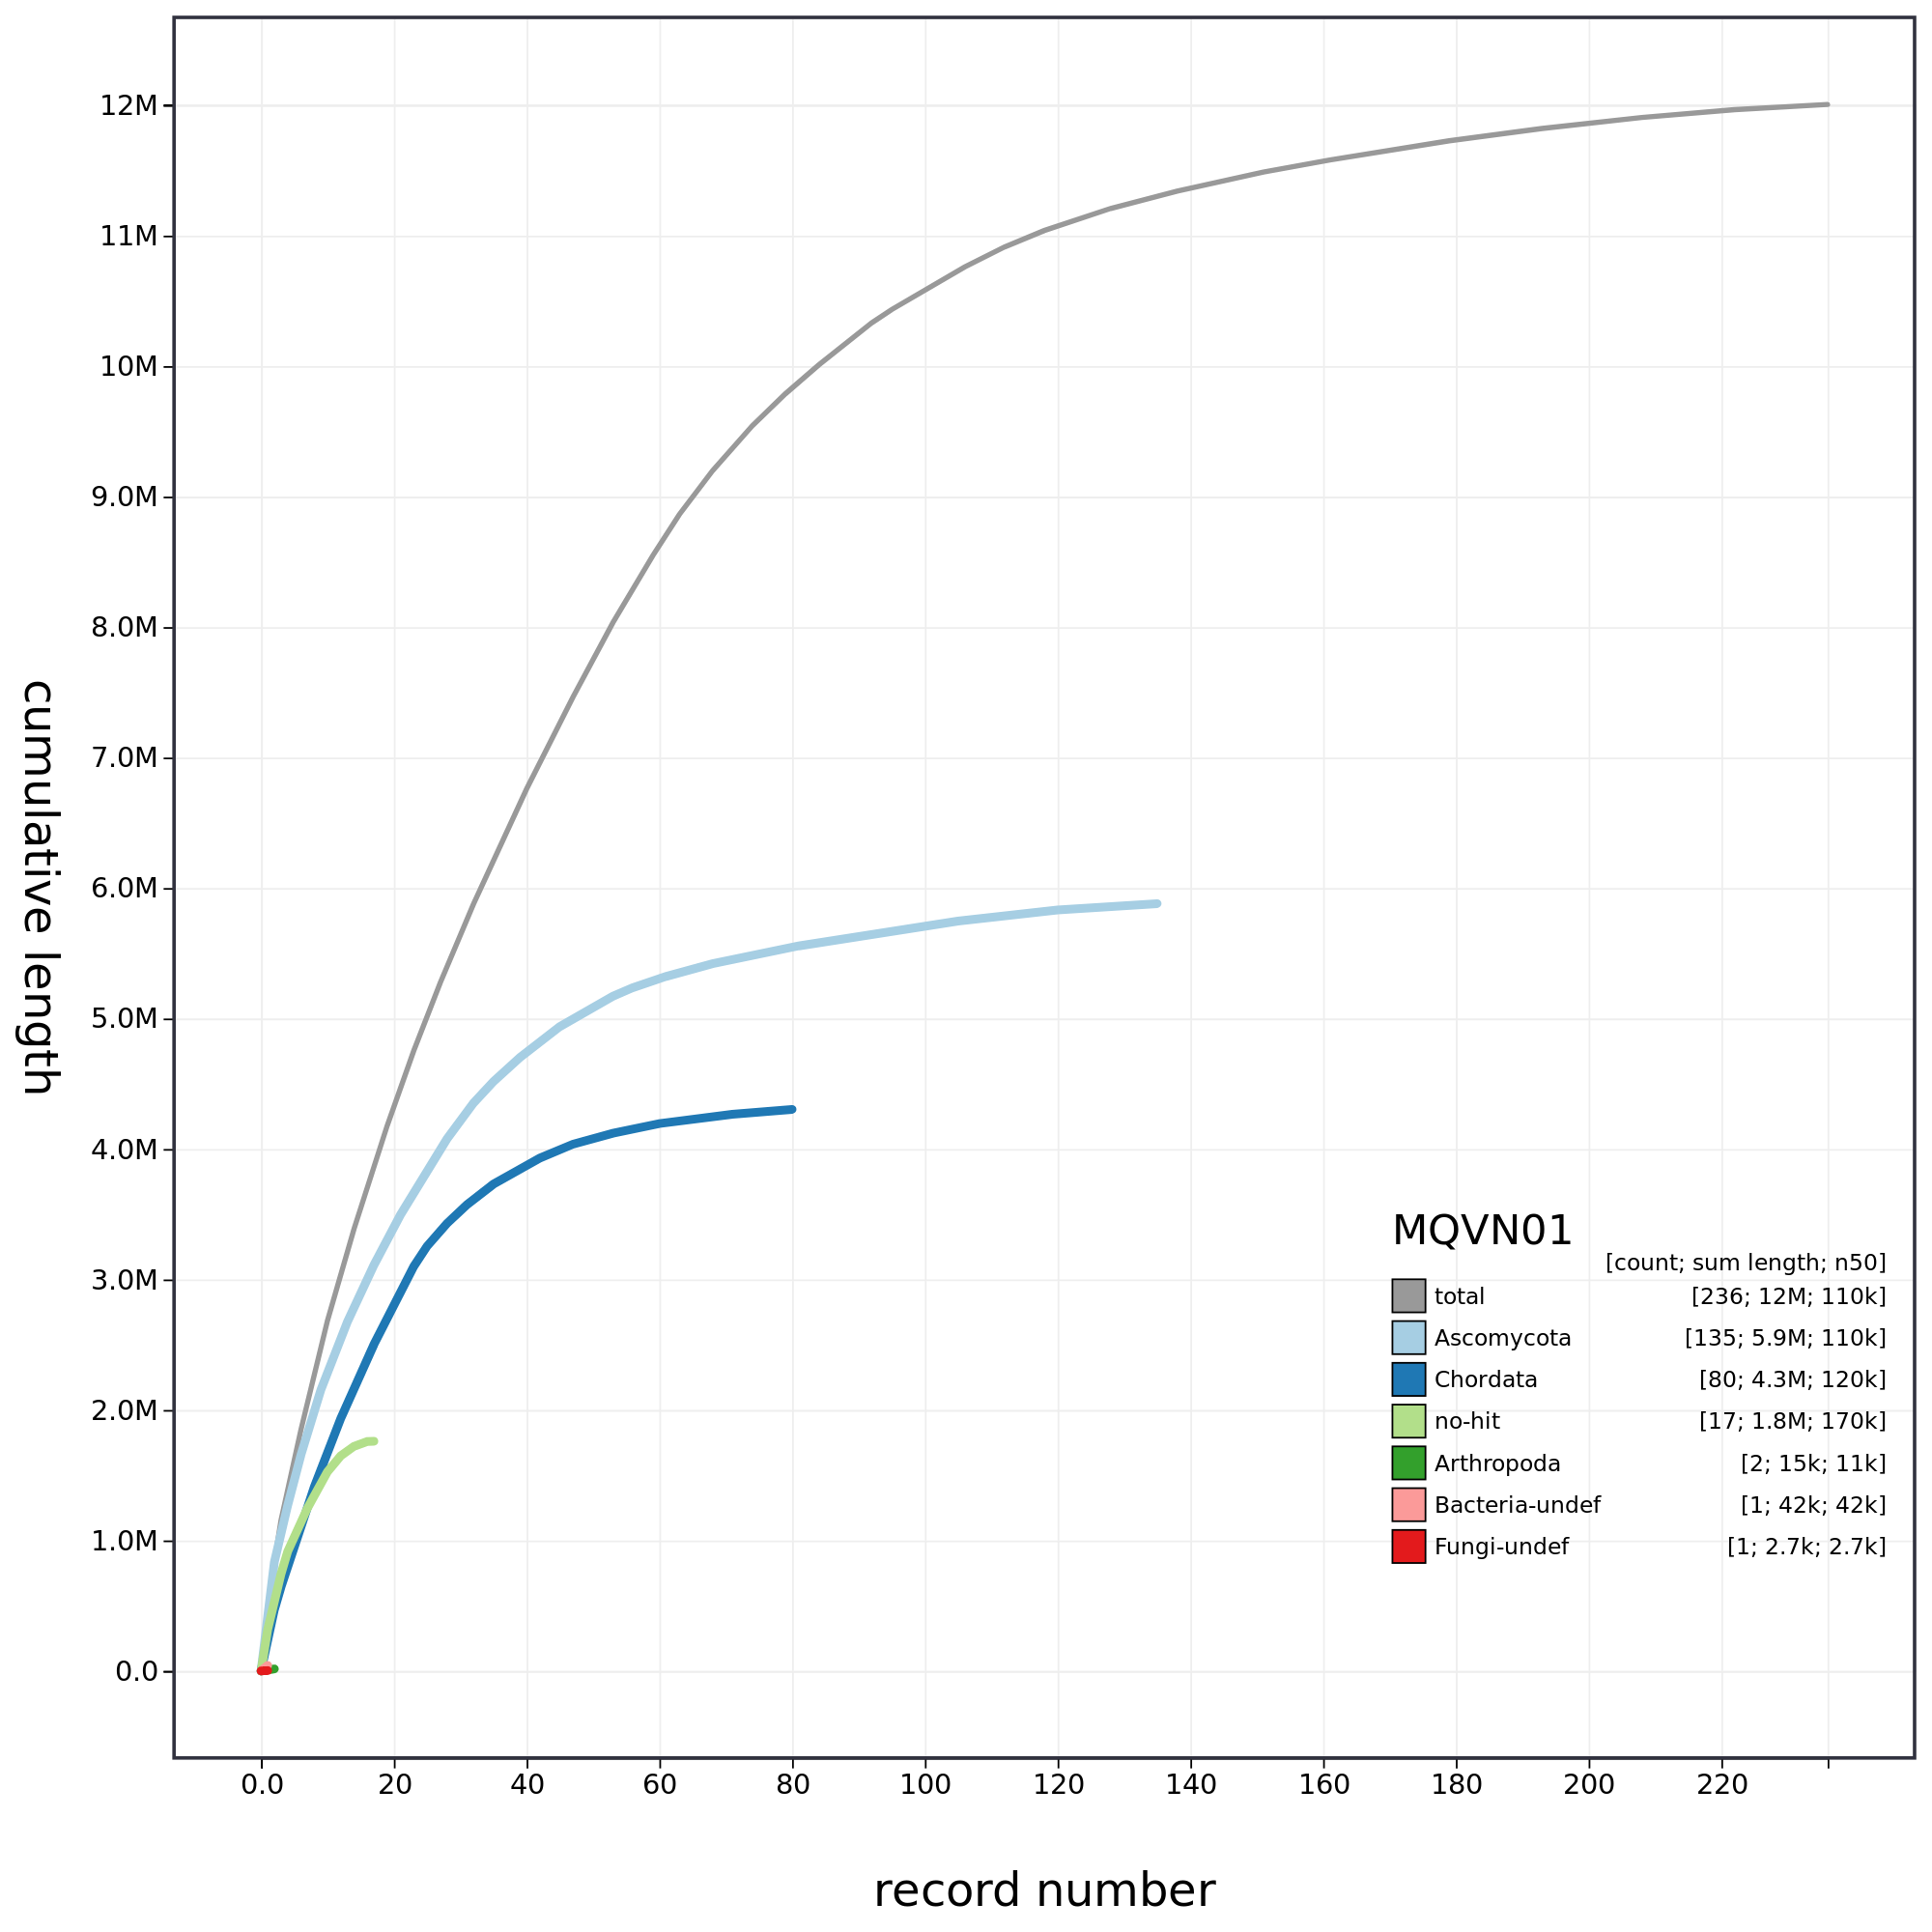 12M
11M
10M
9.0M
8.0M
7.0M
6.0M
5.0M
4.0M
3.0M
2.0M
1.0M
0.0
cumulative length
MQVN01
[count; sum length; n50]
total [236; 12M; 110k]
Ascomycota [135; 5.9M; 110k]
Chordata [80; 4.3M; 120k]
no-hit [17; 1.8M; 170k]
Arthropoda [2; 15k; 11k]
Bacteria-undef [1; 42k; 42k]
Fungi-undef [1; 2.7k; 2.7k]
0.0 20 40 60 80 100 120 140 160 180 200 220
record number